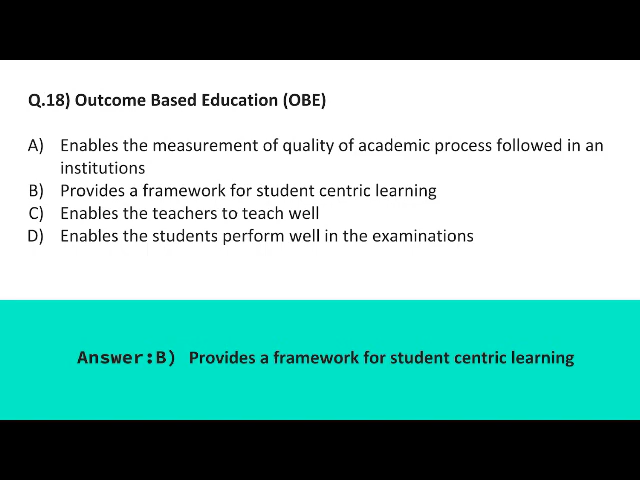 Q.18) Outcome Based Education (OBE)
A) Enables the measurement of quality of academic process followed in an
institutions
B) Provides a framework for student centric learning
C) Enables the teachers to teach well
D) Enables the students perform well in the examinations
Answer:B) Provides a framework for student centric learning